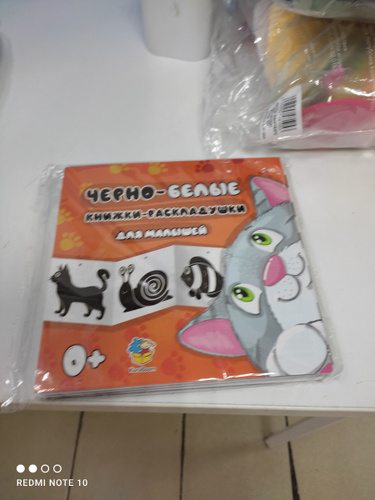 ЧЕРНО-БЕЛЫЕ
КНИЖКИ-РАСКЛАДУШКИ
ДЛЯ МАЛЫШЕЙ
0+
REDMI NOTE 10